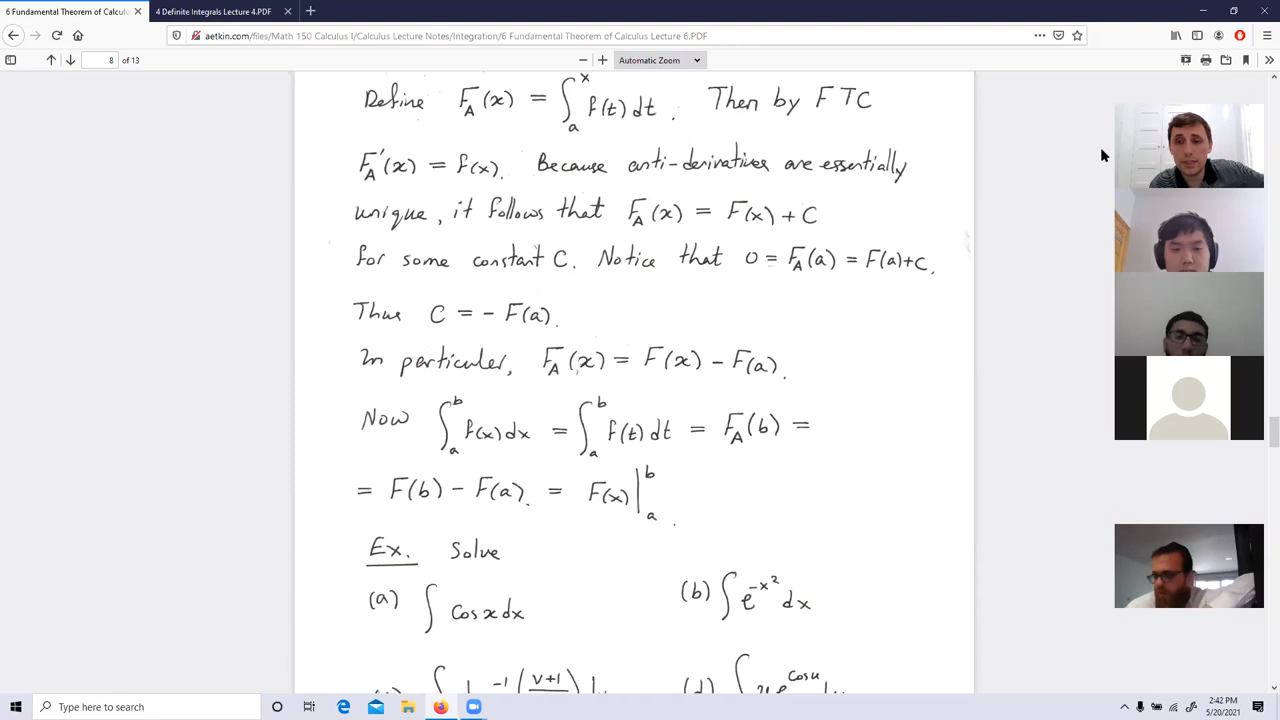 6 Fundamental Theorem of Calculu
4 Definite Integrals Lecture 4.PDF
aetkin.com/files/Math 150 Calculus I/Calculus Lecture Notes/Integration/6 Fundamental Theorem of Calculus Lecture 6.PDF
8 of 13
Automatic Zoom
Define F_A(x) = ∫_a^x f(t) dt. Then by FTC
F_A'(x) = f(x). Because anti-derivatives are essentially
unique, it follows that F_A(x) = F(x) + C
for some constant C. Notice that 0 = F_A(a) = F(a)+C.
Thus C = - F(a).
In particular, F_A(x) = F(x) - F(a).
Now ∫_a^b f(x) dx = ∫_a^b f(t) dt = F_A(b) =
= F(b) - F(a). = F(x)|_a^b.
Ex. Solve
(a) ∫ cos x dx (b) ∫ e^{-x^2} dx
(d) ∫
Type here to search
2:42 PM
5/20/2021